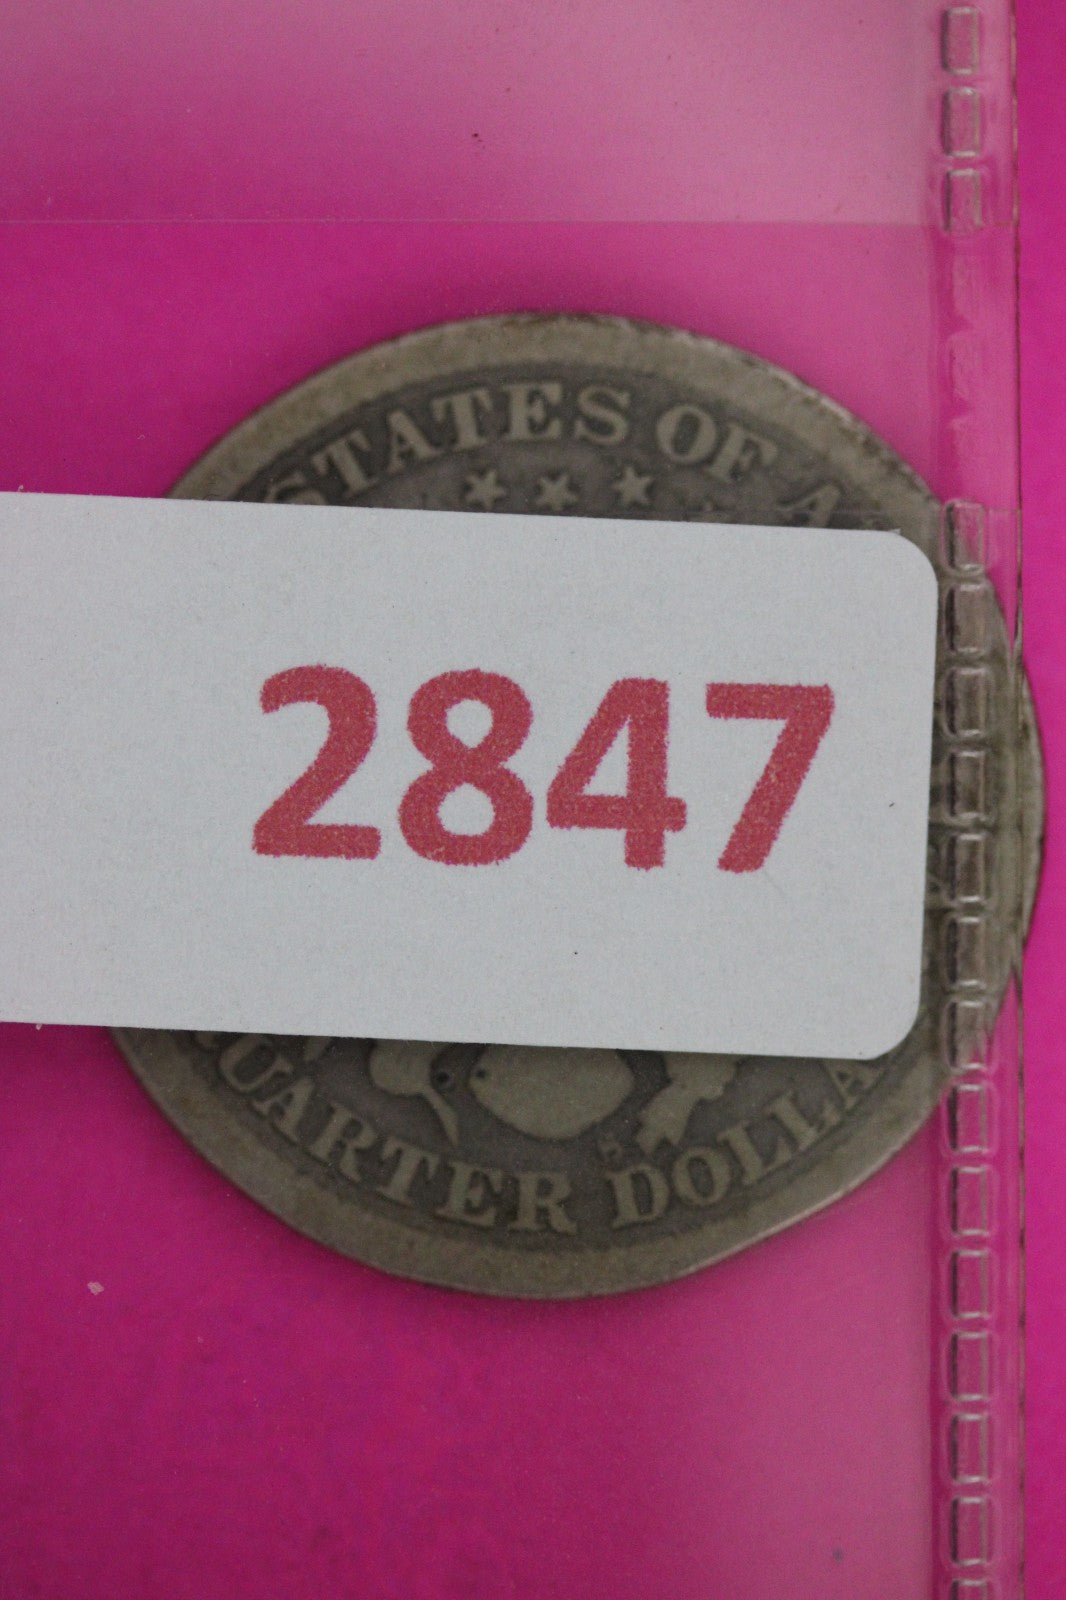 STATES OF A
2847
QUARTER DOLLA